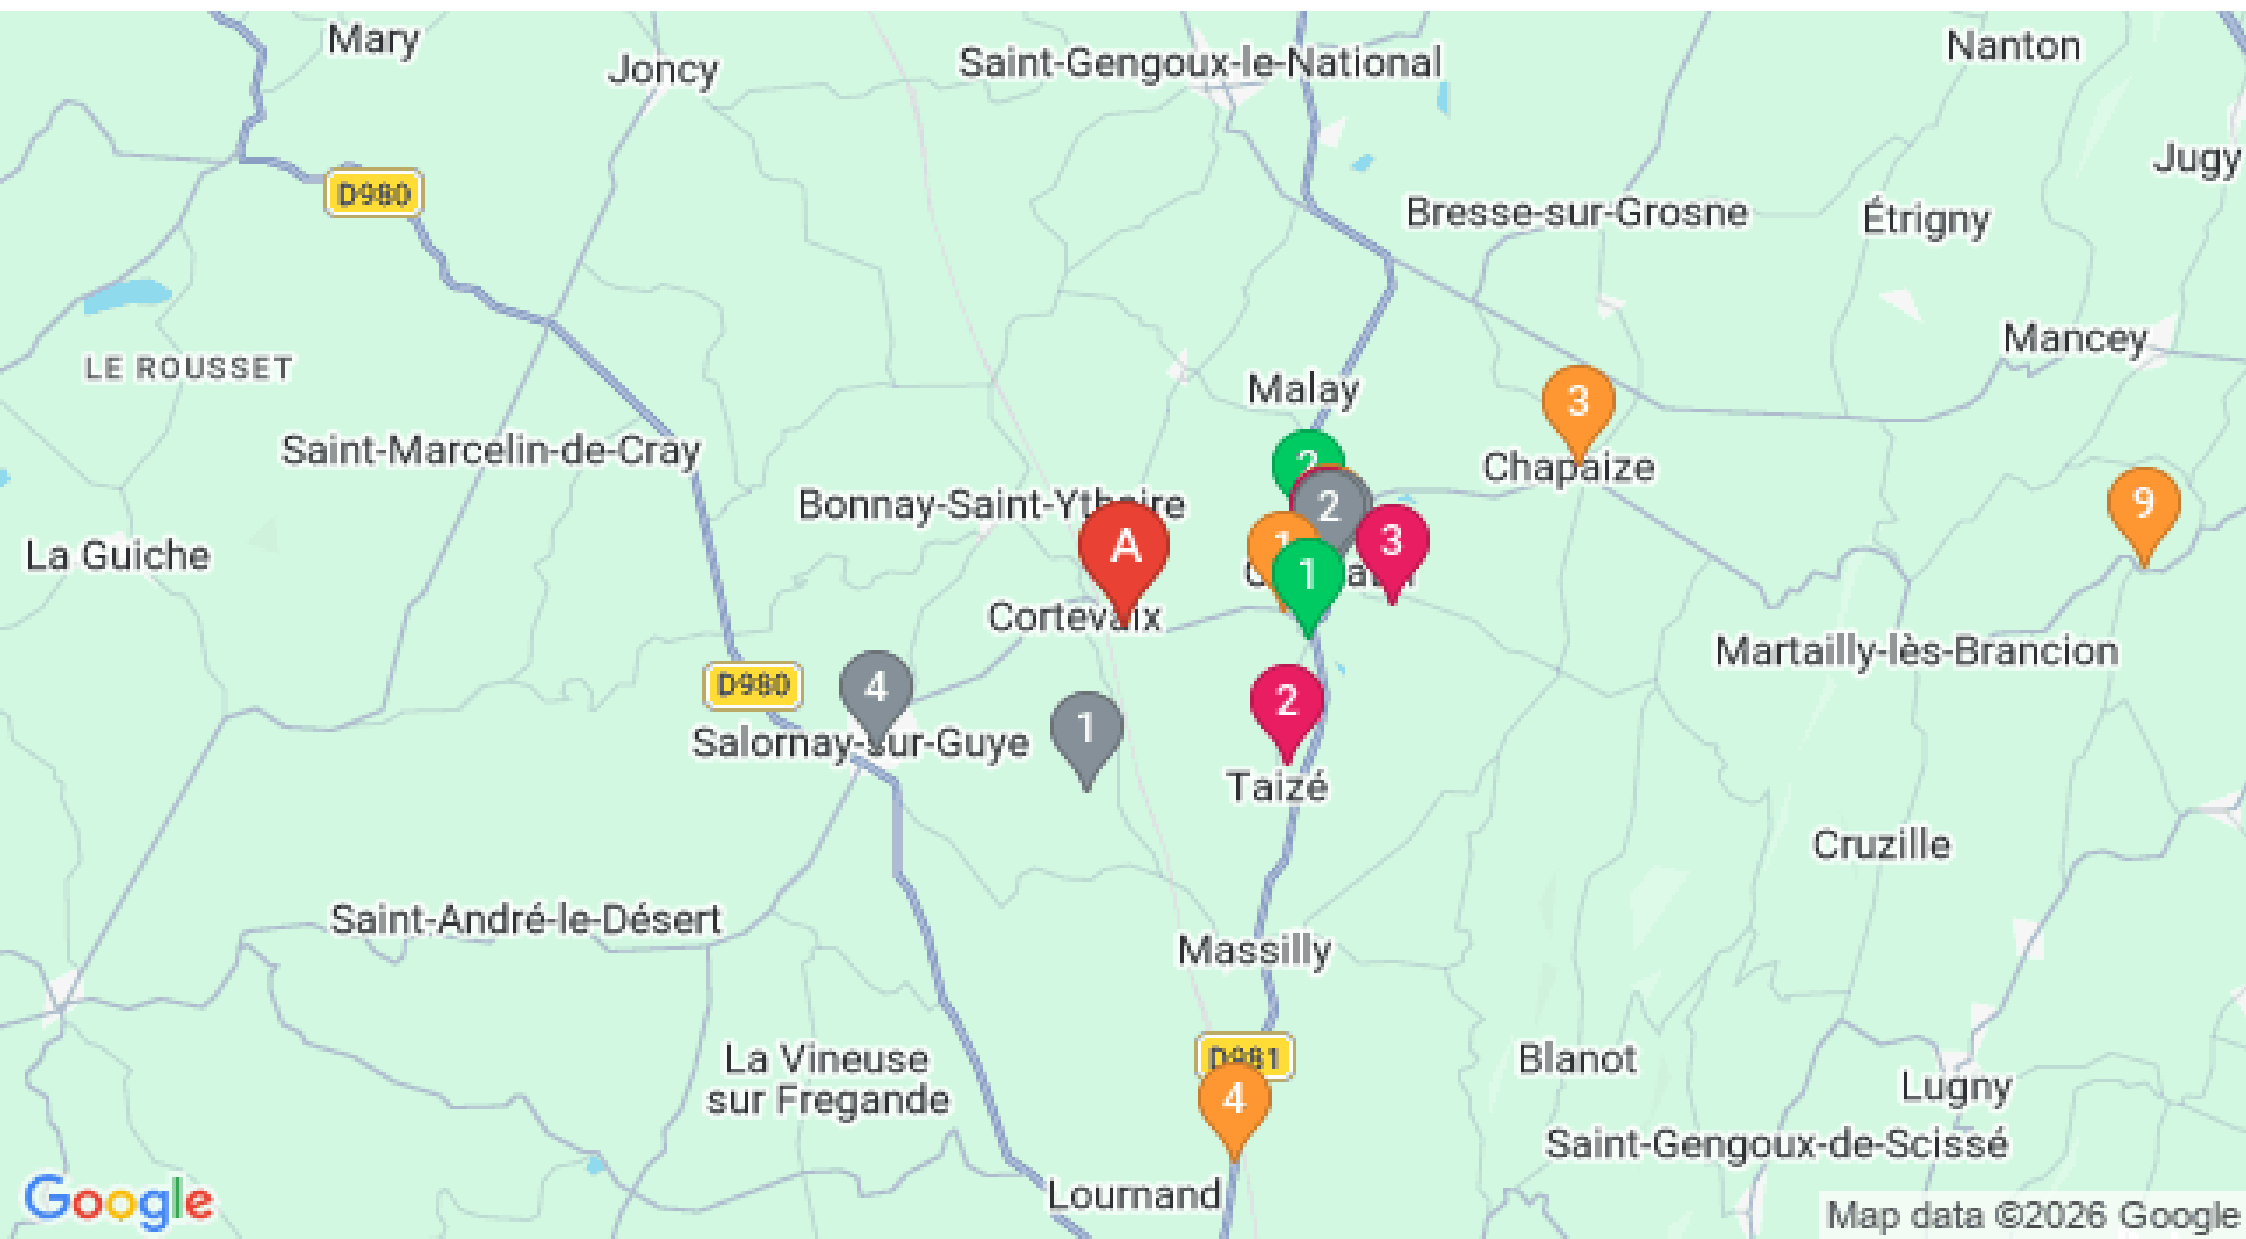 Mary
Joncy
Saint-Gengoux-le-National
Nanton
Jugy
D980
Bresse-sur-Grosne
Étrigny
Mancey
LE ROUSSET
Malay
3
Saint-Marcelin-de-Cray
2
Chapaize
Bonnay-Saint-Ythaire
2
9
La Guiche
A
1
3
1
Cortevaix
Martailly-lès-Brancion
D980
4
2
1
Salornay-sur-Guye
Taizé
Cruzille
Saint-André-le-Désert
Massilly
La Vineuse
sur Fregande
D981
4
Blanot
Lugny
Saint-Gengoux-de-Scissé
Lournand
Google
Map data ©2026 Google